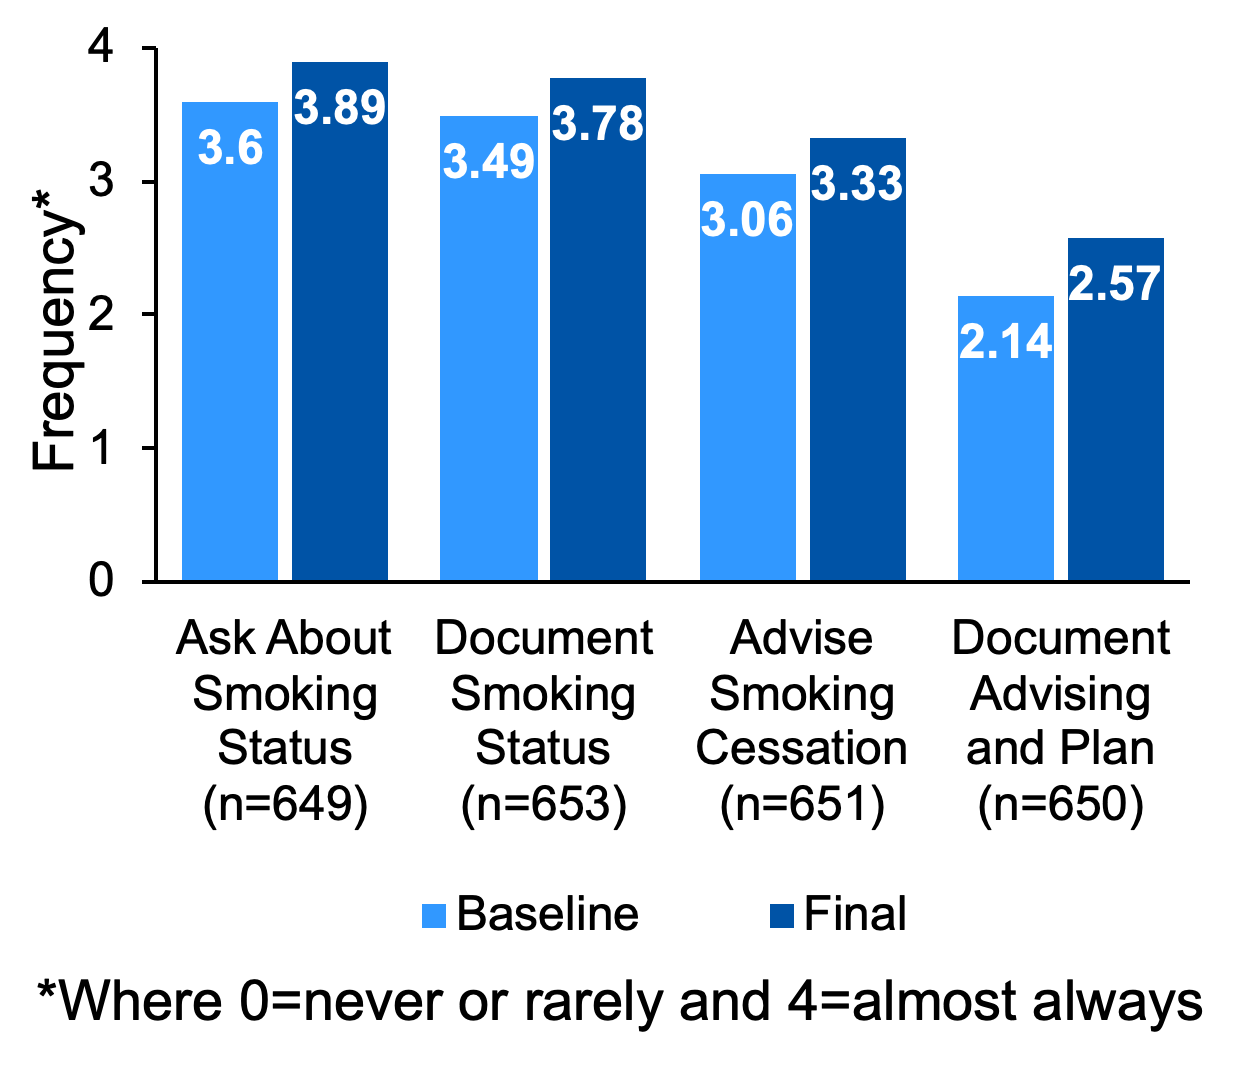 4
3
2
1
0
Frequency*
3.6
3.89
3.49
3.78
3.06
3.33
2.14
2.57
Ask About
Smoking
Status
(n=649)
Document
Smoking
Status
(n=653)
Advise
Smoking
Cessation
(n=651)
Document
Advising
and Plan
(n=650)
Baseline
Final
*Where 0=never or rarely and 4=almost always